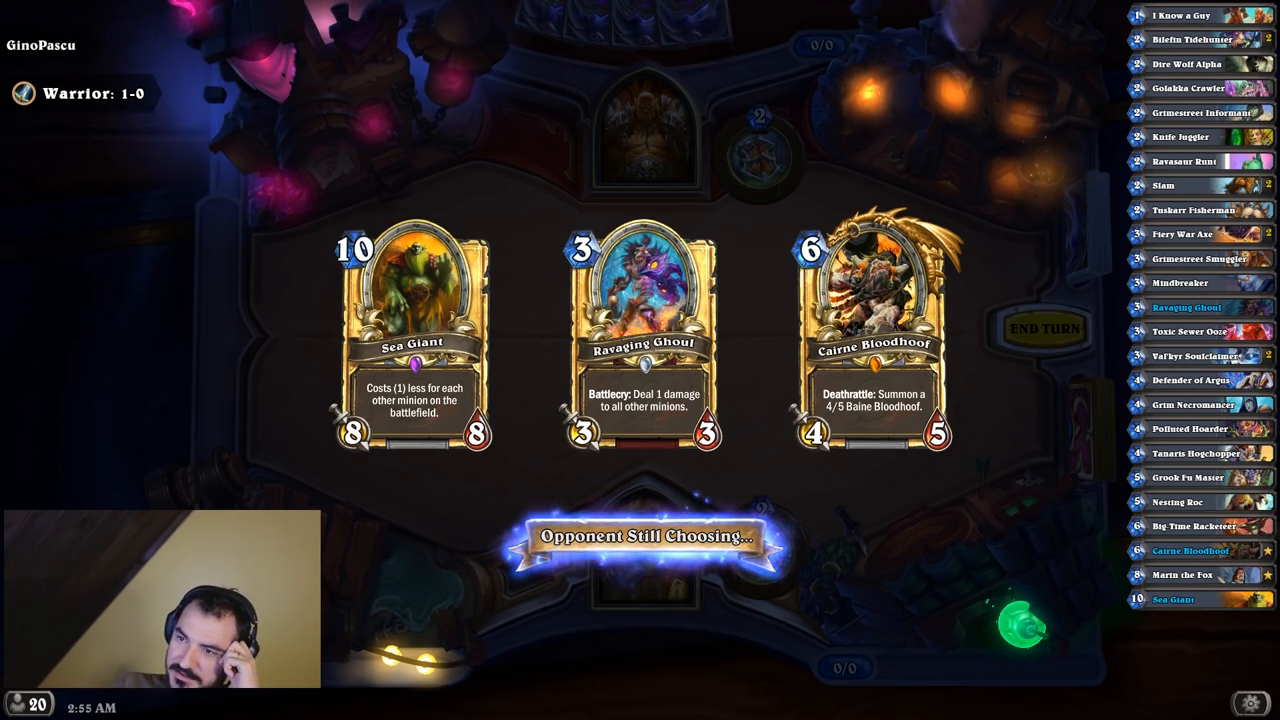 GinoPascu
Warrior: 1-0
0/0
2
10
Sea Giant
Costs (1) less for each
other minion on the
battlefield.
8
8
3
Ravaging Ghoul
Battlecry: Deal 1 damage
to all other minions.
3
3
6
Cairne Bloodhoof
Deathrattle: Summon a
4/5 Baine Bloodhoof.
4
5
END TURN
Opponent Still Choosing...
2
0/0
20
2:55 AM
1 I Know a Guy
2 Bilefin Tidehunter 2
2 Dire Wolf Alpha
2 Golakka Crawler
2 Grimestreet Informant
2 Knife Juggler
2 Ravasaur Runt
2 Slam 2
2 Tuskarr Fisherman
3 Fiery War Axe 2
3 Grimestreet Smuggler
3 Mindbreaker
3 Ravaging Ghoul
3 Toxic Sewer Ooze
3 Val'kyr Soulclaimer 2
4 Defender of Argus
4 Grim Necromancer
4 Polluted Hoarder
4 Tanaris Hogchopper
5 Grook Fu Master
5 Nesting Roc
6 Big-Time Racketeer
6 Cairne Bloodhoof
8 Marin the Fox
10 Sea Giant